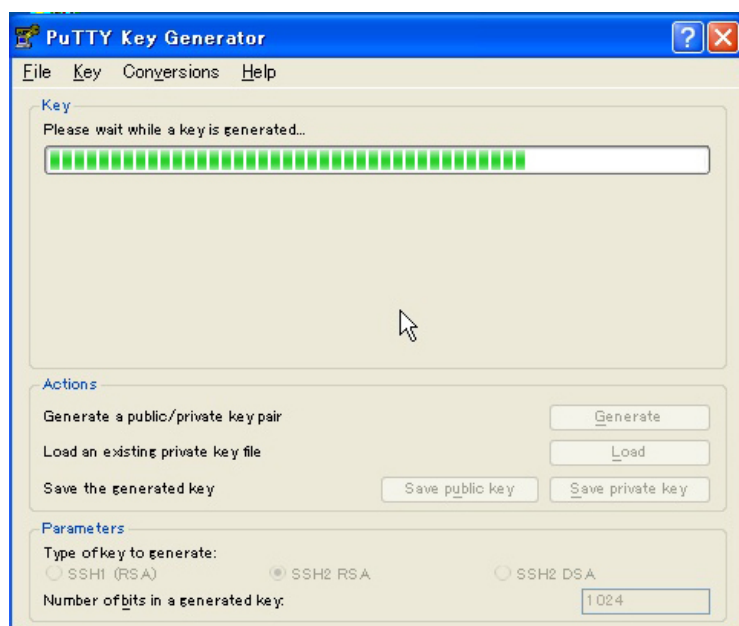 PuTTY Key Generator
File Key Conversions Help
Key
Please wait while a key is generated...
Actions
Generate a public/private key pair Generate
Load an existing private key file Load
Save the generated key Save public key Save private key
Parameters
Type of key to generate:
SSH1 (RSA) SSH2 RSA SSH2 DSA
Number of bits in a generated key: 1024